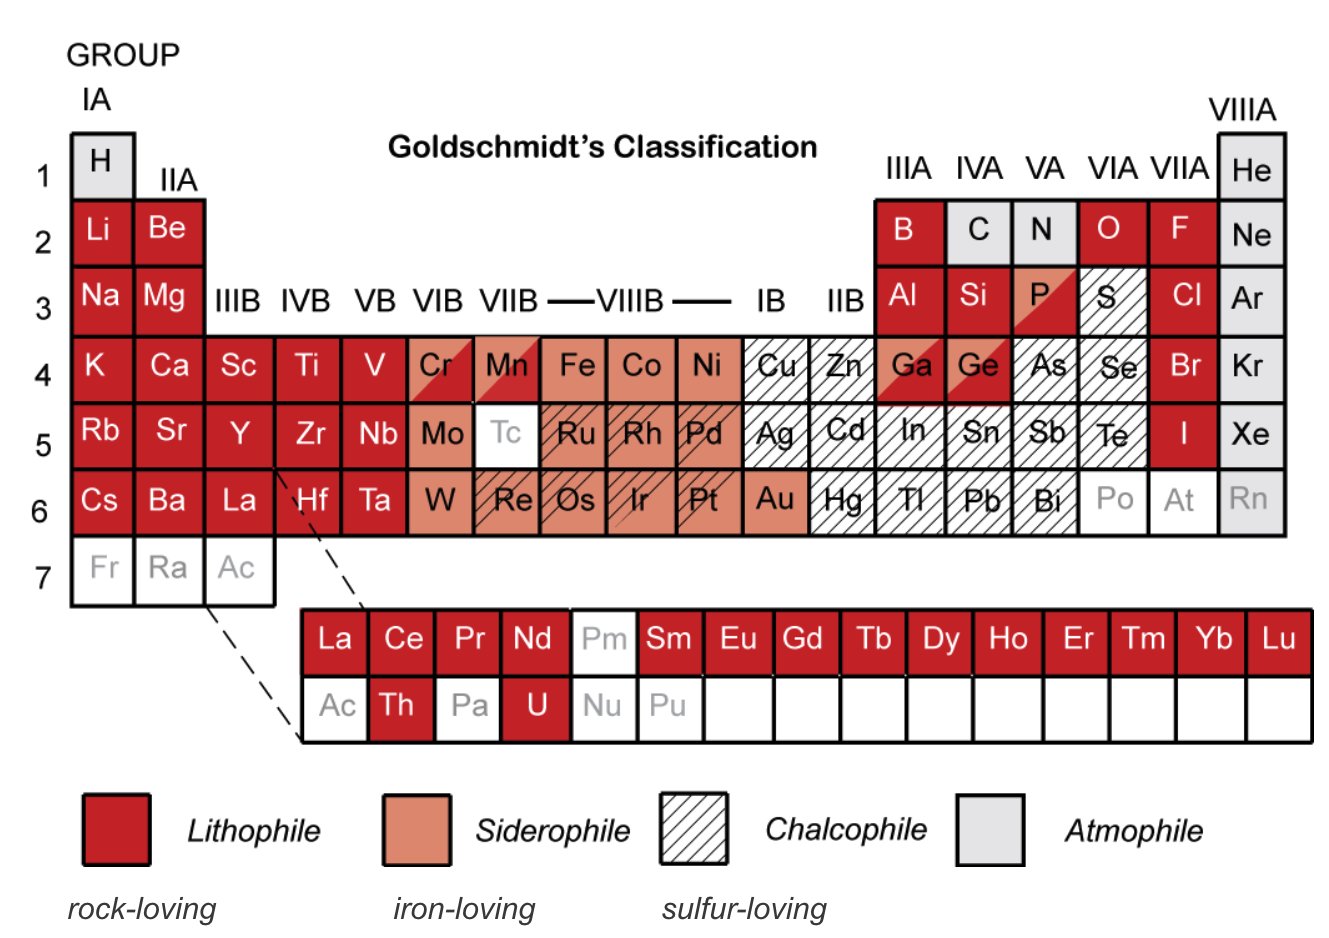 GROUP
IA
VIIIA
Goldschmidt's Classification
1 H IIIA IVA VA VIA VIIA He
IIA
2 Li Be B C N O F Ne
3 Na Mg IIIB IVB VB VIB VIIB VIIIB IB IIB Al Si P S Cl Ar
4 K Ca Sc Ti V Cr Mn Fe Co Ni Cu Zn Ga Ge As Se Br Kr
5 Rb Sr Y Zr Nb Mo Tc Ru Rh Pd Ag Cd In Sn Sb Te I Xe
6 Cs Ba La Hf Ta W Re Os Ir Pt Au Hg Tl Pb Bi Po At Rn
7 Fr Ra Ac
La Ce Pr Nd Pm Sm Eu Gd Tb Dy Ho Er Tm Yb Lu
Ac Th Pa U Nu Pu
Lithophile Siderophile Chalcophile Atmophile
rock-loving iron-loving sulfur-loving